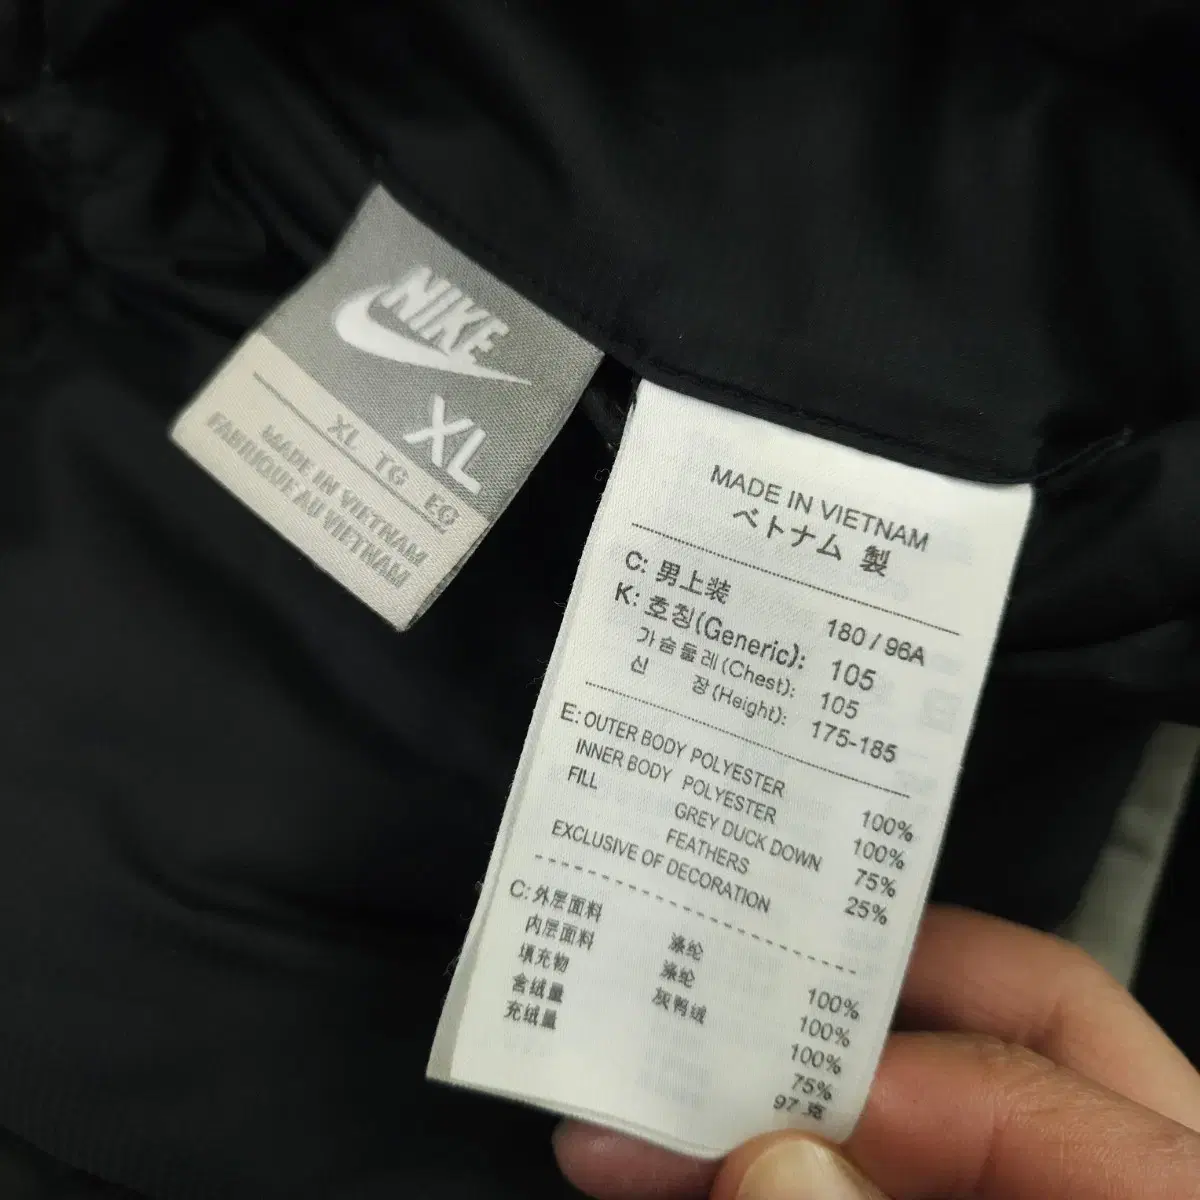 NIKE
XL
XL TG EG
MADE IN VIETNAM
FABRIQUE AU VIETNAM
MADE IN VIETNAM
ベトナム 製
C: 男上装 180 / 96A
K: 호칭(Generic): 105
가슴둘레(Chest): 105
신 장(Height): 175-185
E: OUTER BODY POLYESTER 100%
INNER BODY POLYESTER 100%
FILL GREY DUCK DOWN 75%
FEATHERS 25%
EXCLUSIVE OF DECORATION
C: 外层面料 涤纶 100%
内层面料 涤纶 100%
填充物 灰鸭绒 100%
含绒量 75%
充绒量 97 克